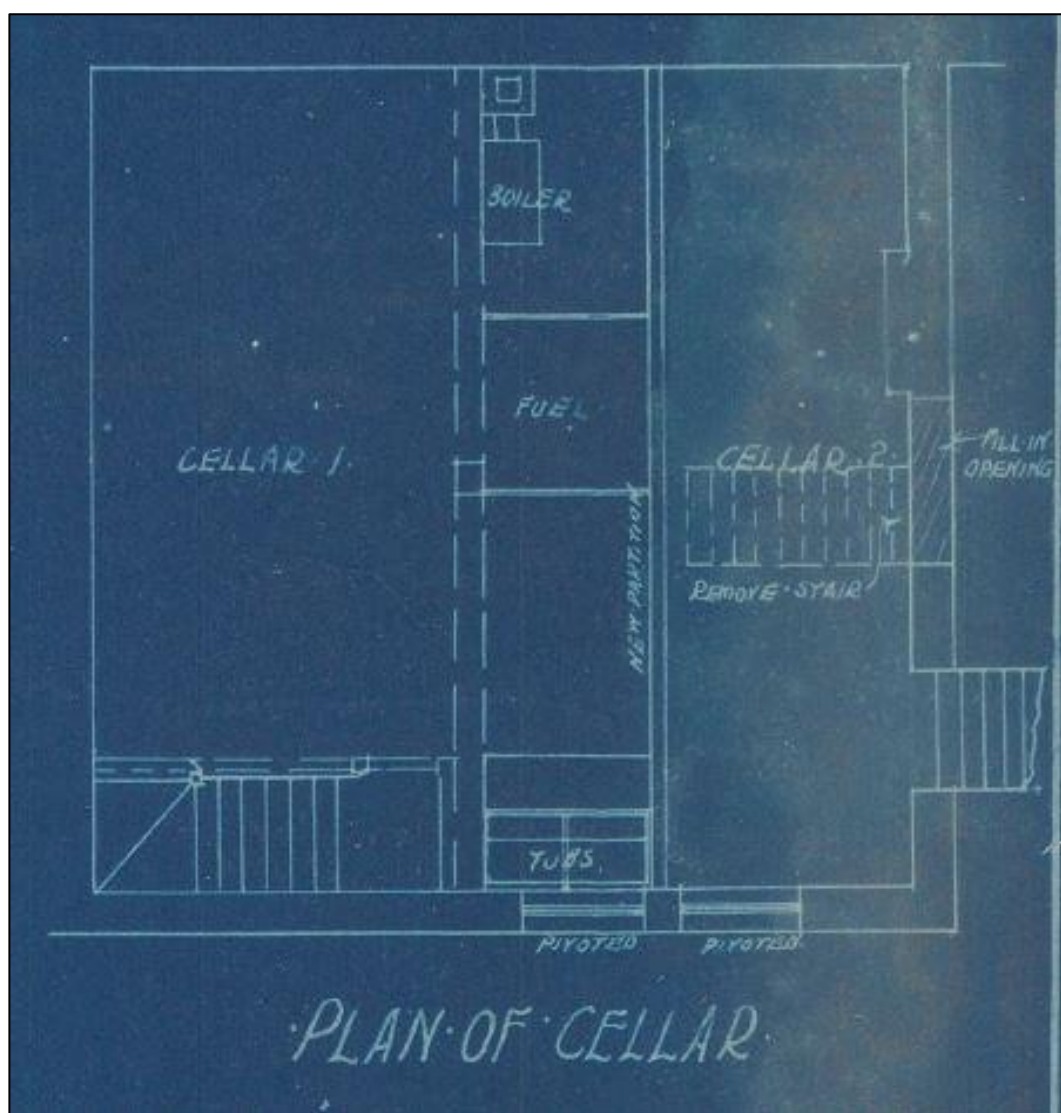 BOILER
FUEL.
CELLAR·1.
CELLAR·2.
FILL·IN
OPENING
NEW·PARTITION
REMOVE·STAIR
TUBS.
PIVOTED
PIVOTED.
·PLAN·OF·CELLAR·